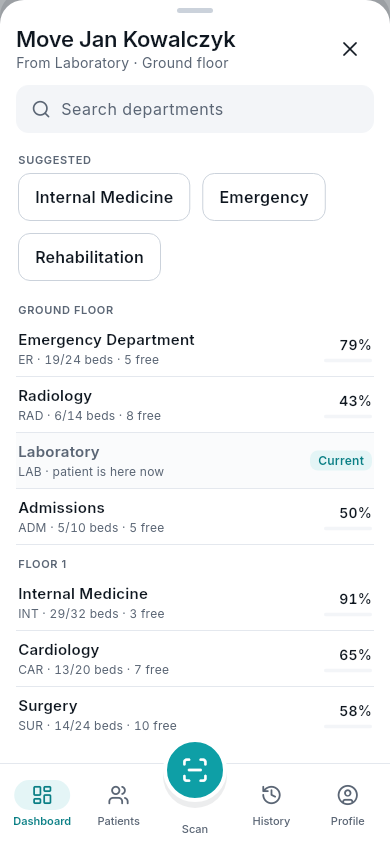 Move Jan Kowalczyk
From Laboratory · Ground floor
Search departments
SUGGESTED
Internal Medicine
Emergency
Rehabilitation
GROUND FLOOR
Emergency Department
79%
ER · 19/24 beds · 5 free
Radiology
43%
RAD · 6/14 beds · 8 free
Laboratory
Current
LAB · patient is here now
Admissions
50%
ADM · 5/10 beds · 5 free
FLOOR 1
Internal Medicine
91%
INT · 29/32 beds · 3 free
Cardiology
65%
CAR · 13/20 beds · 7 free
Surgery
58%
SUR · 14/24 beds · 10 free
Dashboard
Patients
Scan
History
Profile